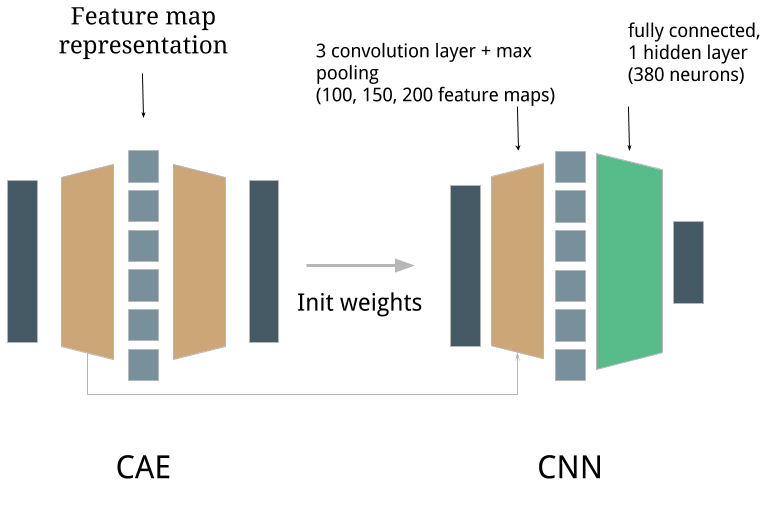 Feature map
representation
3 convolution layer + max
pooling
(100, 150, 200 feature maps)
fully connected,
1 hidden layer
(380 neurons)
Init weights
CAE
CNN